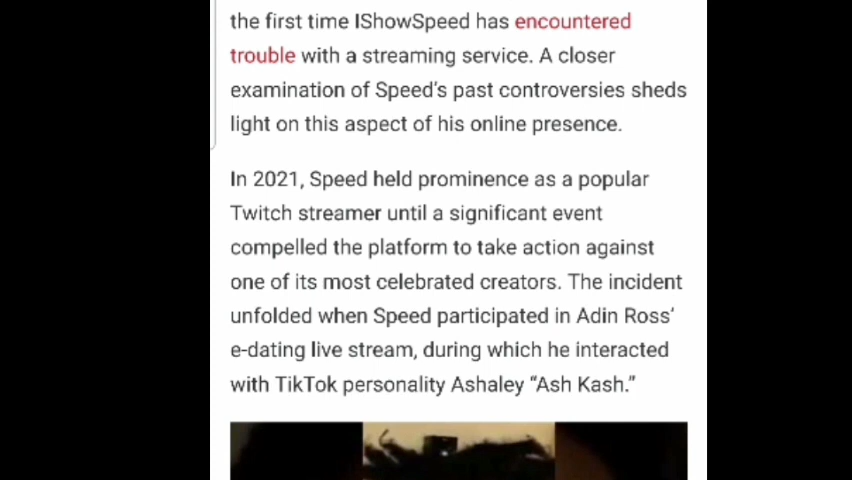 the first time IShowSpeed has encountered
trouble with a streaming service. A closer
examination of Speed's past controversies sheds
light on this aspect of his online presence.
In 2021, Speed held prominence as a popular
Twitch streamer until a significant event
compelled the platform to take action against
one of its most celebrated creators. The incident
unfolded when Speed participated in Adin Ross'
e-dating live stream, during which he interacted
with TikTok personality Ashaley “Ash Kash.”